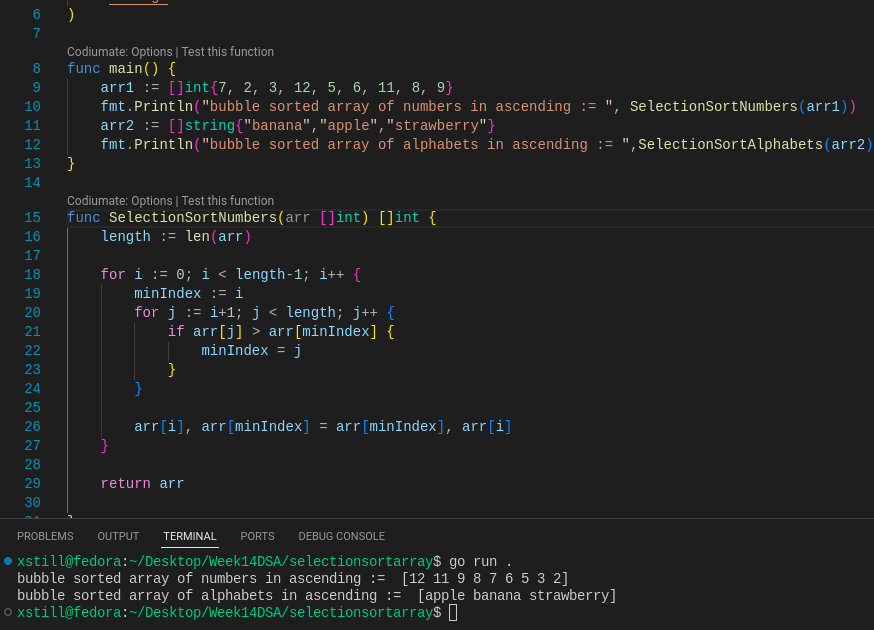 6 )
7
Codiumate: Options | Test this function
8 func main() {
9 arr1 := []int{7, 2, 3, 12, 5, 6, 11, 8, 9}
10 fmt.Println("bubble sorted array of numbers in ascending := ", SelectionSortNumbers(arr1))
11 arr2 := []string{"banana","apple","strawberry"}
12 fmt.Println("bubble sorted array of alphabets in ascending := ",SelectionSortAlphabets(arr2)
13 }
14
Codiumate: Options | Test this function
15 func SelectionSortNumbers(arr []int) []int {
16 length := len(arr)
17
18 for i := 0; i < length-1; i++ {
19 minIndex := i
20 for j := i+1; j < length; j++ {
21 if arr[j] > arr[minIndex] {
22 minIndex = j
23 }
24 }
25
26 arr[i], arr[minIndex] = arr[minIndex], arr[i]
27 }
28
29 return arr
30
PROBLEMS OUTPUT TERMINAL PORTS DEBUG CONSOLE
xstill@fedora:~/Desktop/Week14DSA/selectionsortarray$ go run .
bubble sorted array of numbers in ascending :=  [12 11 9 8 7 6 5 3 2]
bubble sorted array of alphabets in ascending :=  [apple banana strawberry]
xstill@fedora:~/Desktop/Week14DSA/selectionsortarray$